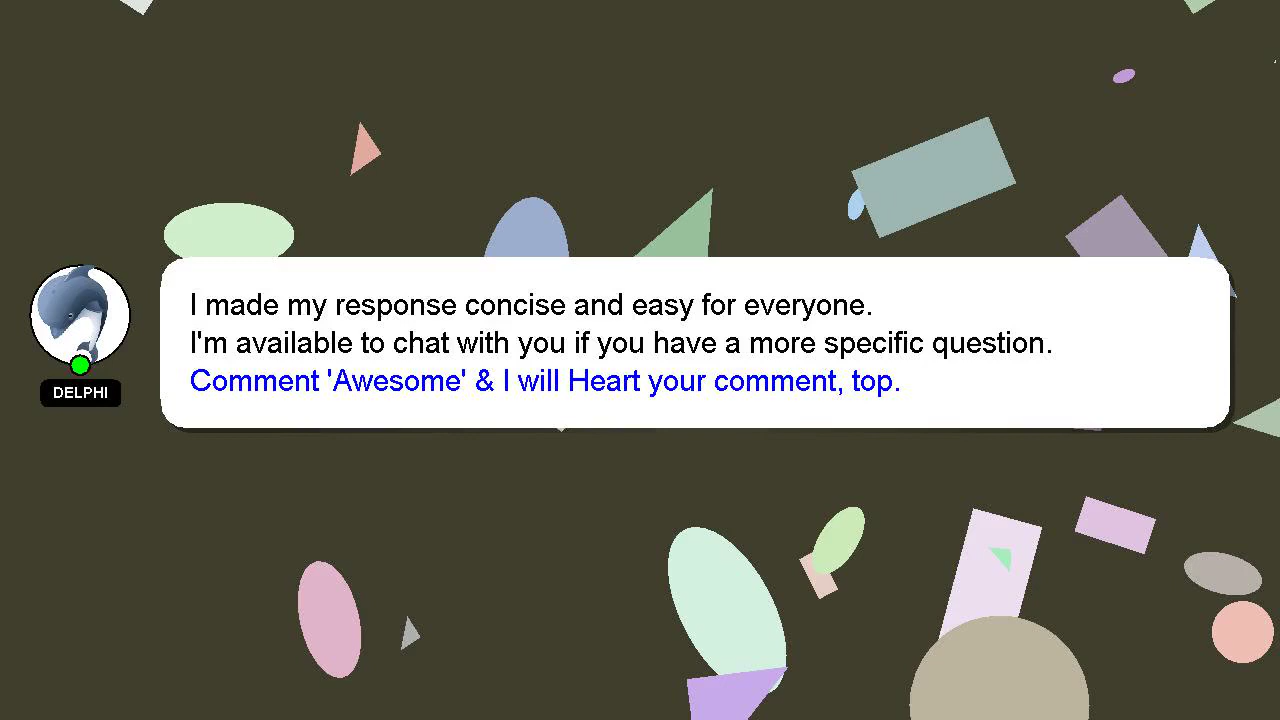 I made my response concise and easy for everyone.
I'm available to chat with you if you have a more specific question.
Comment 'Awesome' & I will Heart your comment, top.
DELPHI